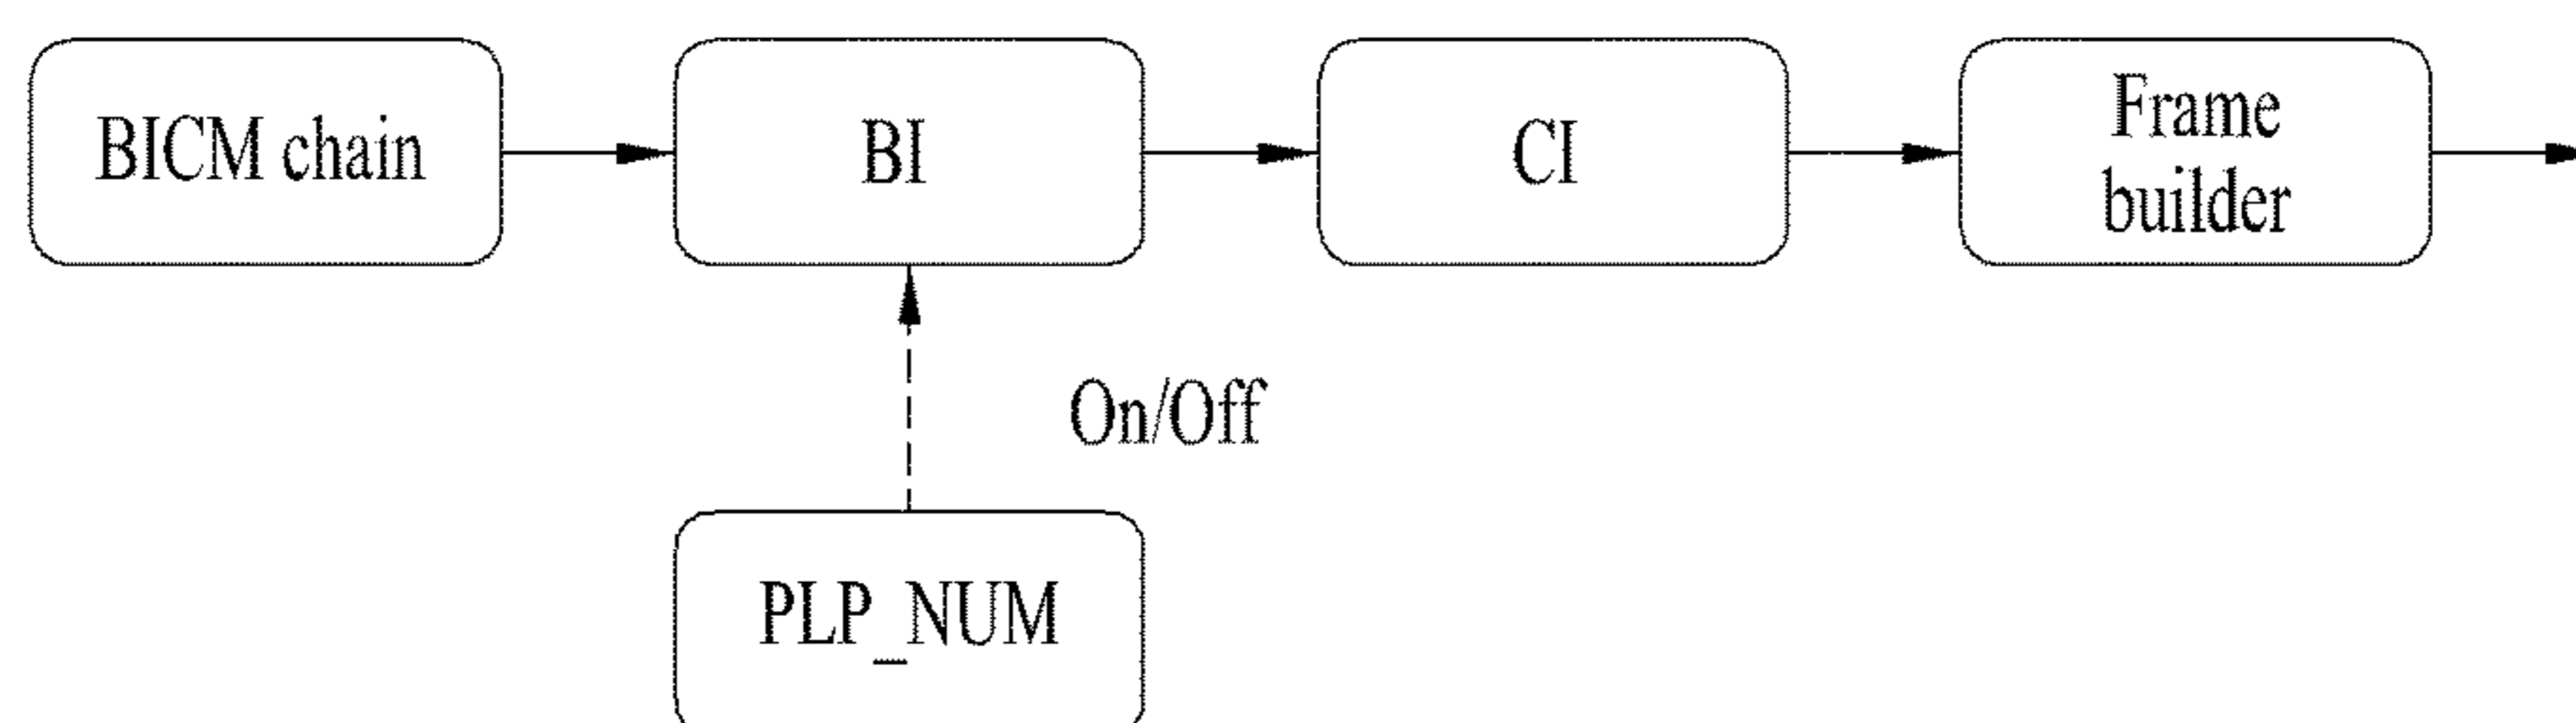 BICM chain
BI
CI
Frame
builder
On/Off
PLP_NUM